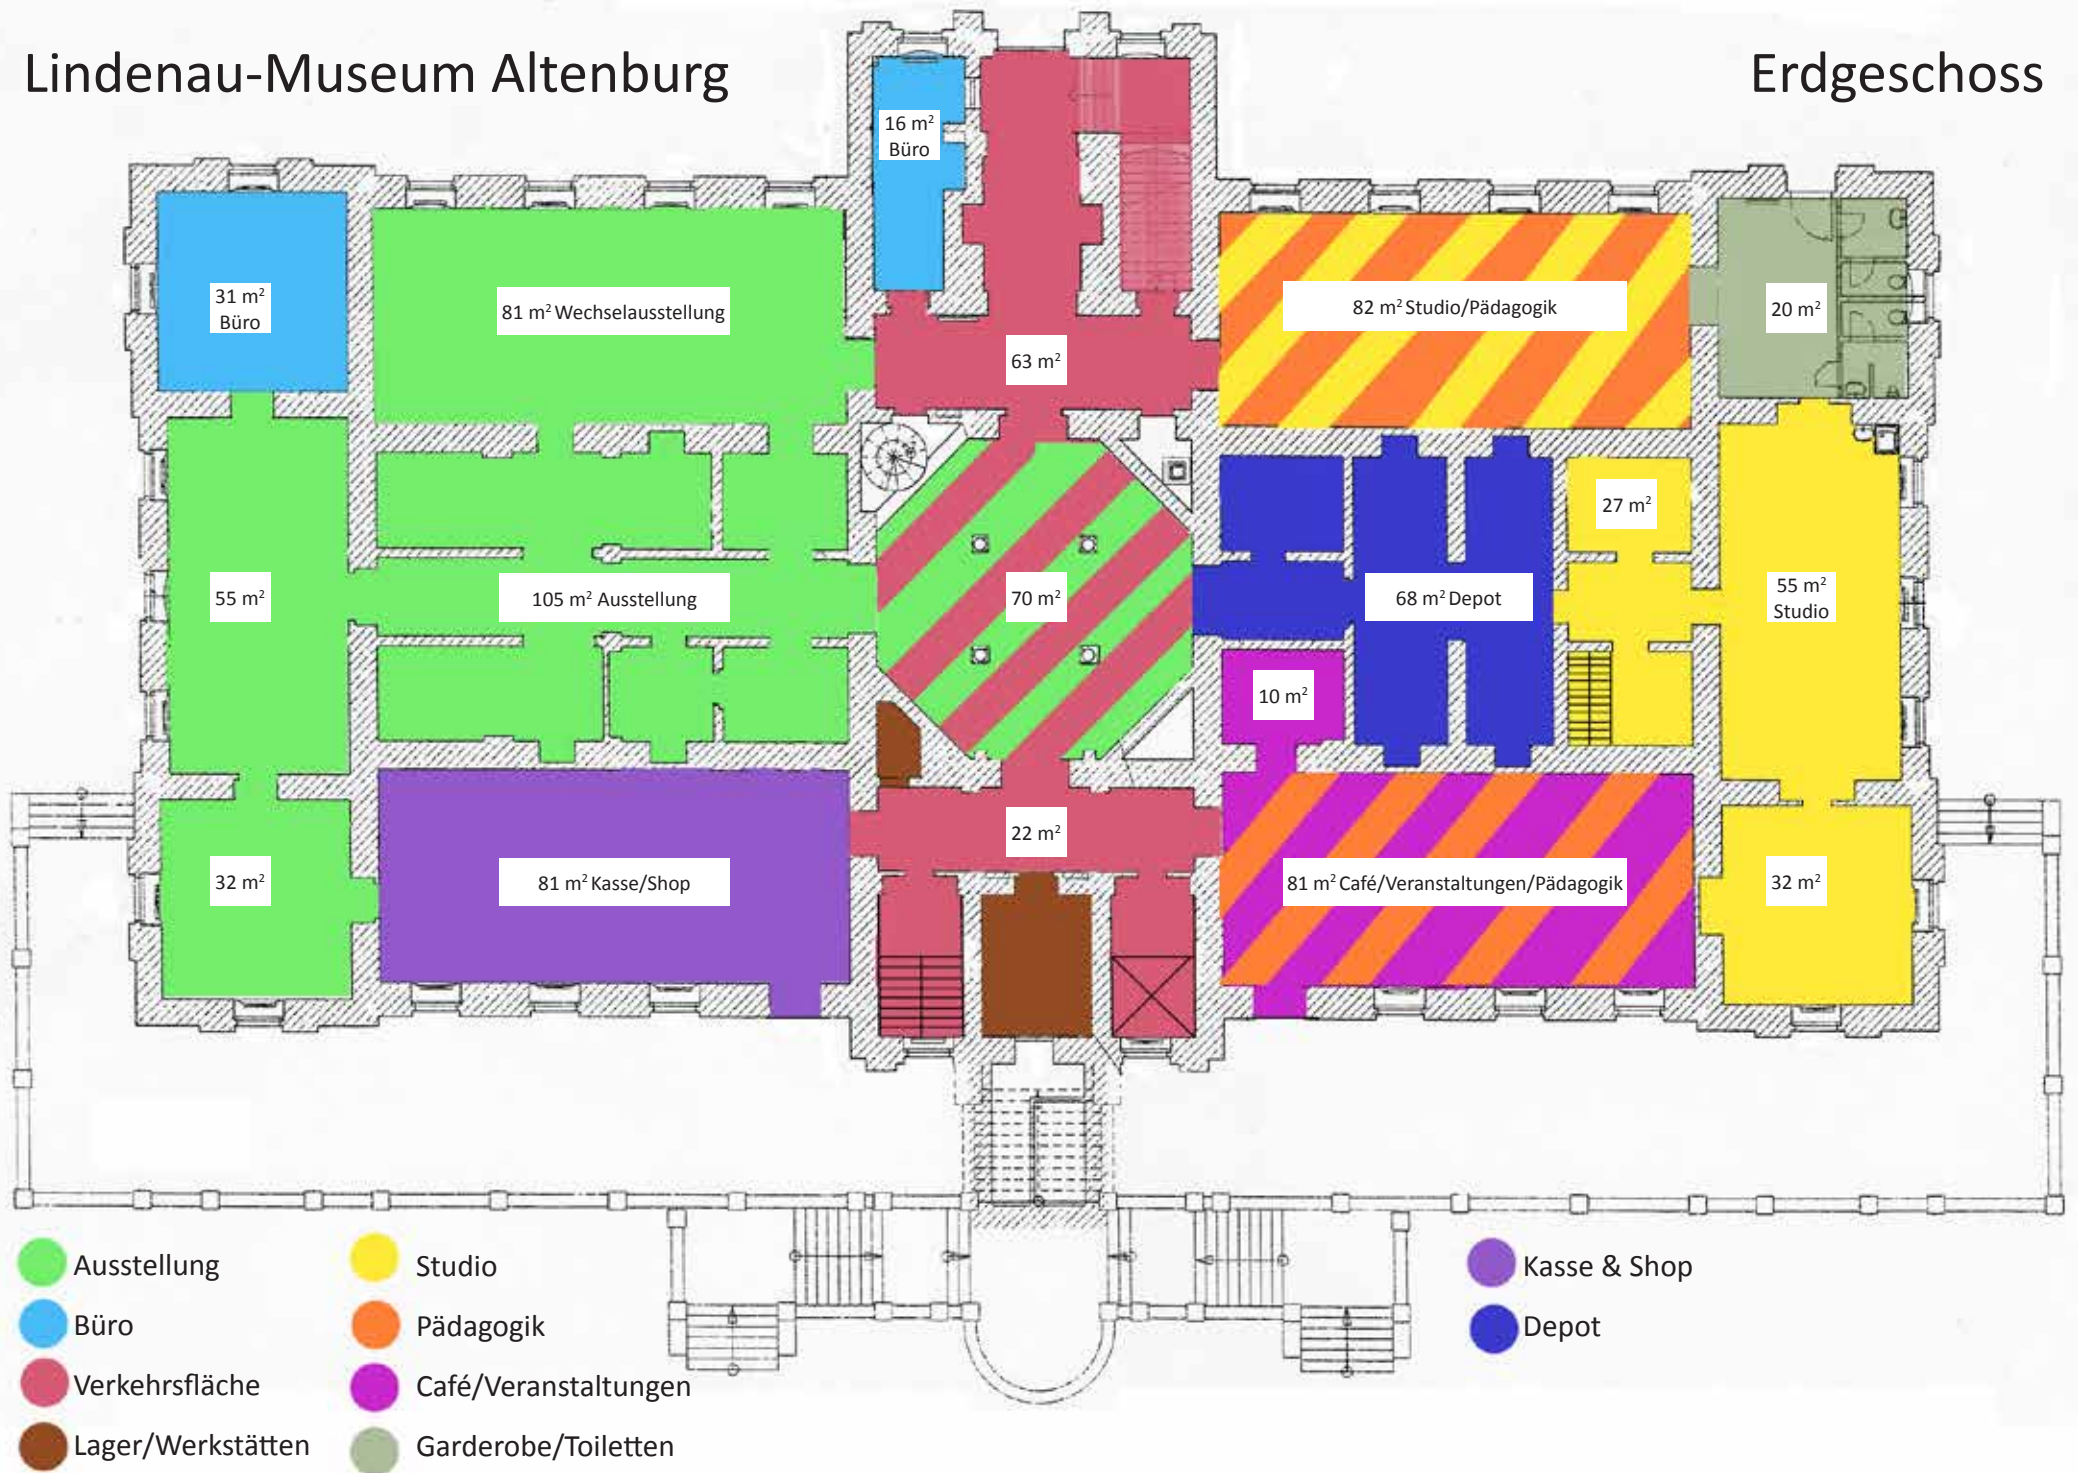 Lindenau-Museum Altenburg
Erdgeschoss
16 m²
Büro
31 m²
Büro
81 m² Wechselausstellung
82 m² Studio/Pädagogik
20 m²
63 m²
27 m²
55 m²
105 m² Ausstellung
70 m²
68 m² Depot
55 m²
Studio
10 m²
22 m²
32 m²
81 m² Kasse/Shop
81 m² Café/Veranstaltungen/Pädagogik
32 m²
Ausstellung
Büro
Verkehrsfläche
Lager/Werkstätten
Studio
Pädagogik
Café/Veranstaltungen
Garderobe/Toiletten
Kasse & Shop
Depot